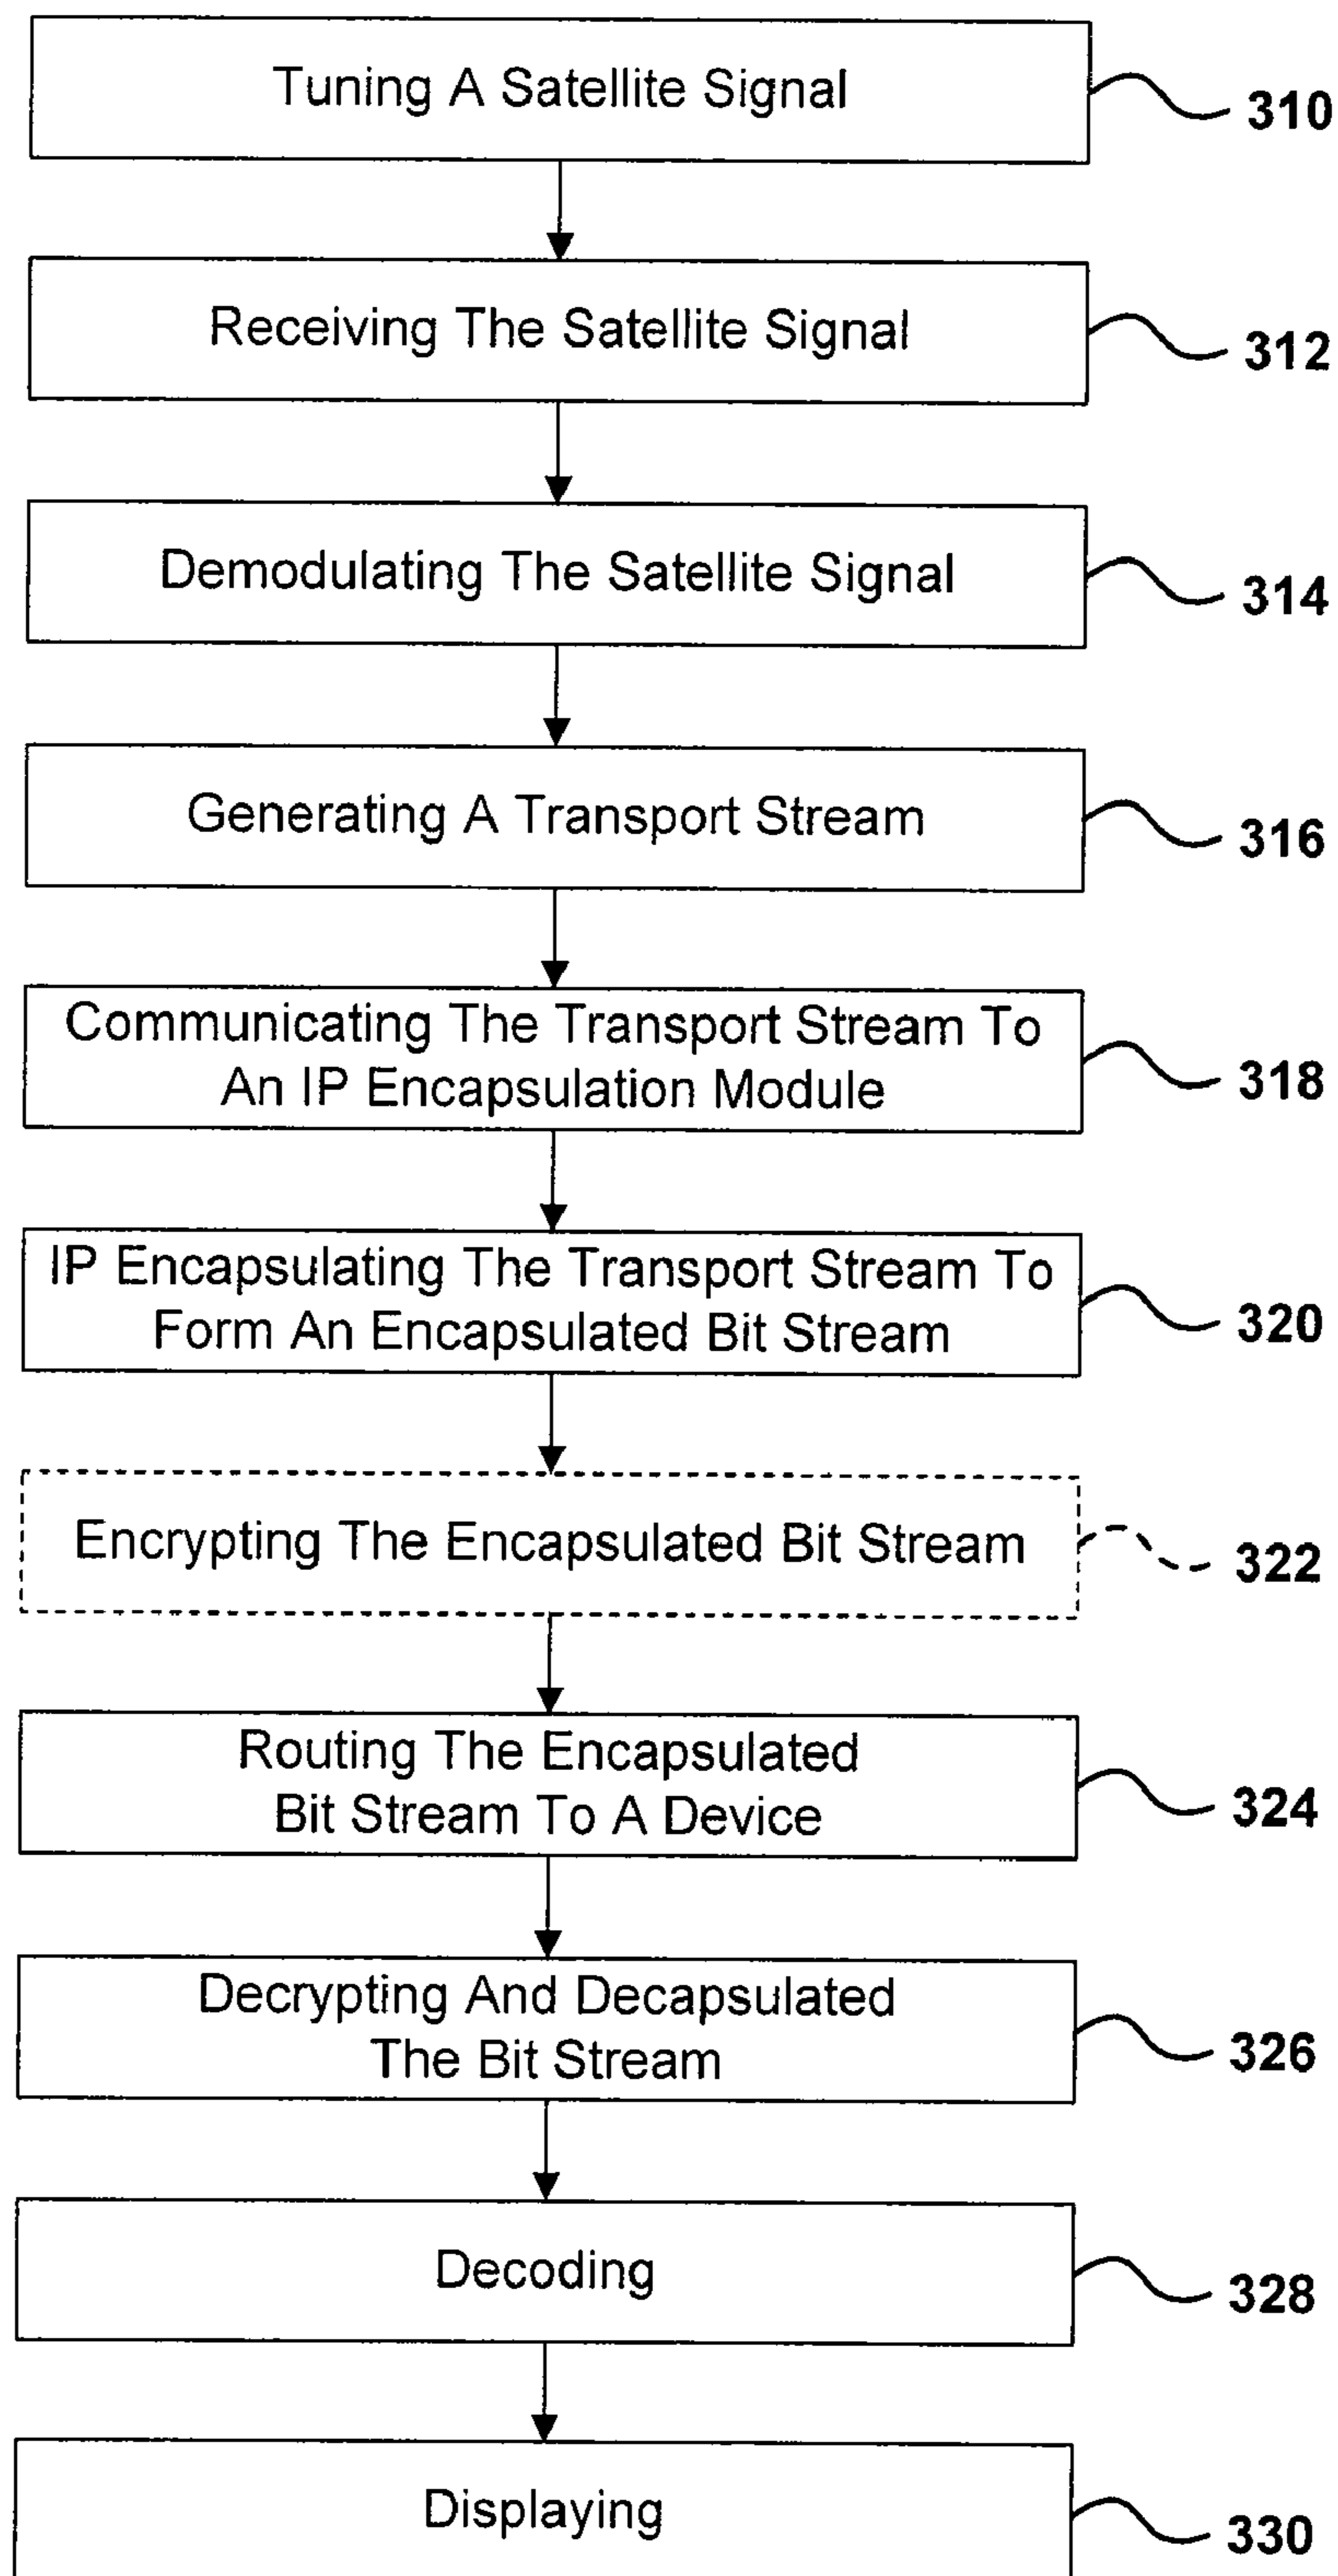 Tuning A Satellite Signal
310
Receiving The Satellite Signal
312
Demodulating The Satellite Signal
314
Generating A Transport Stream
316
Communicating The Transport Stream To
An IP Encapsulation Module
318
IP Encapsulating The Transport Stream To
Form An Encapsulated Bit Stream
320
Encrypting The Encapsulated Bit Stream
322
Routing The Encapsulated
Bit Stream To A Device
324
Decrypting And Decapsulated
The Bit Stream
326
Decoding
328
Displaying
330